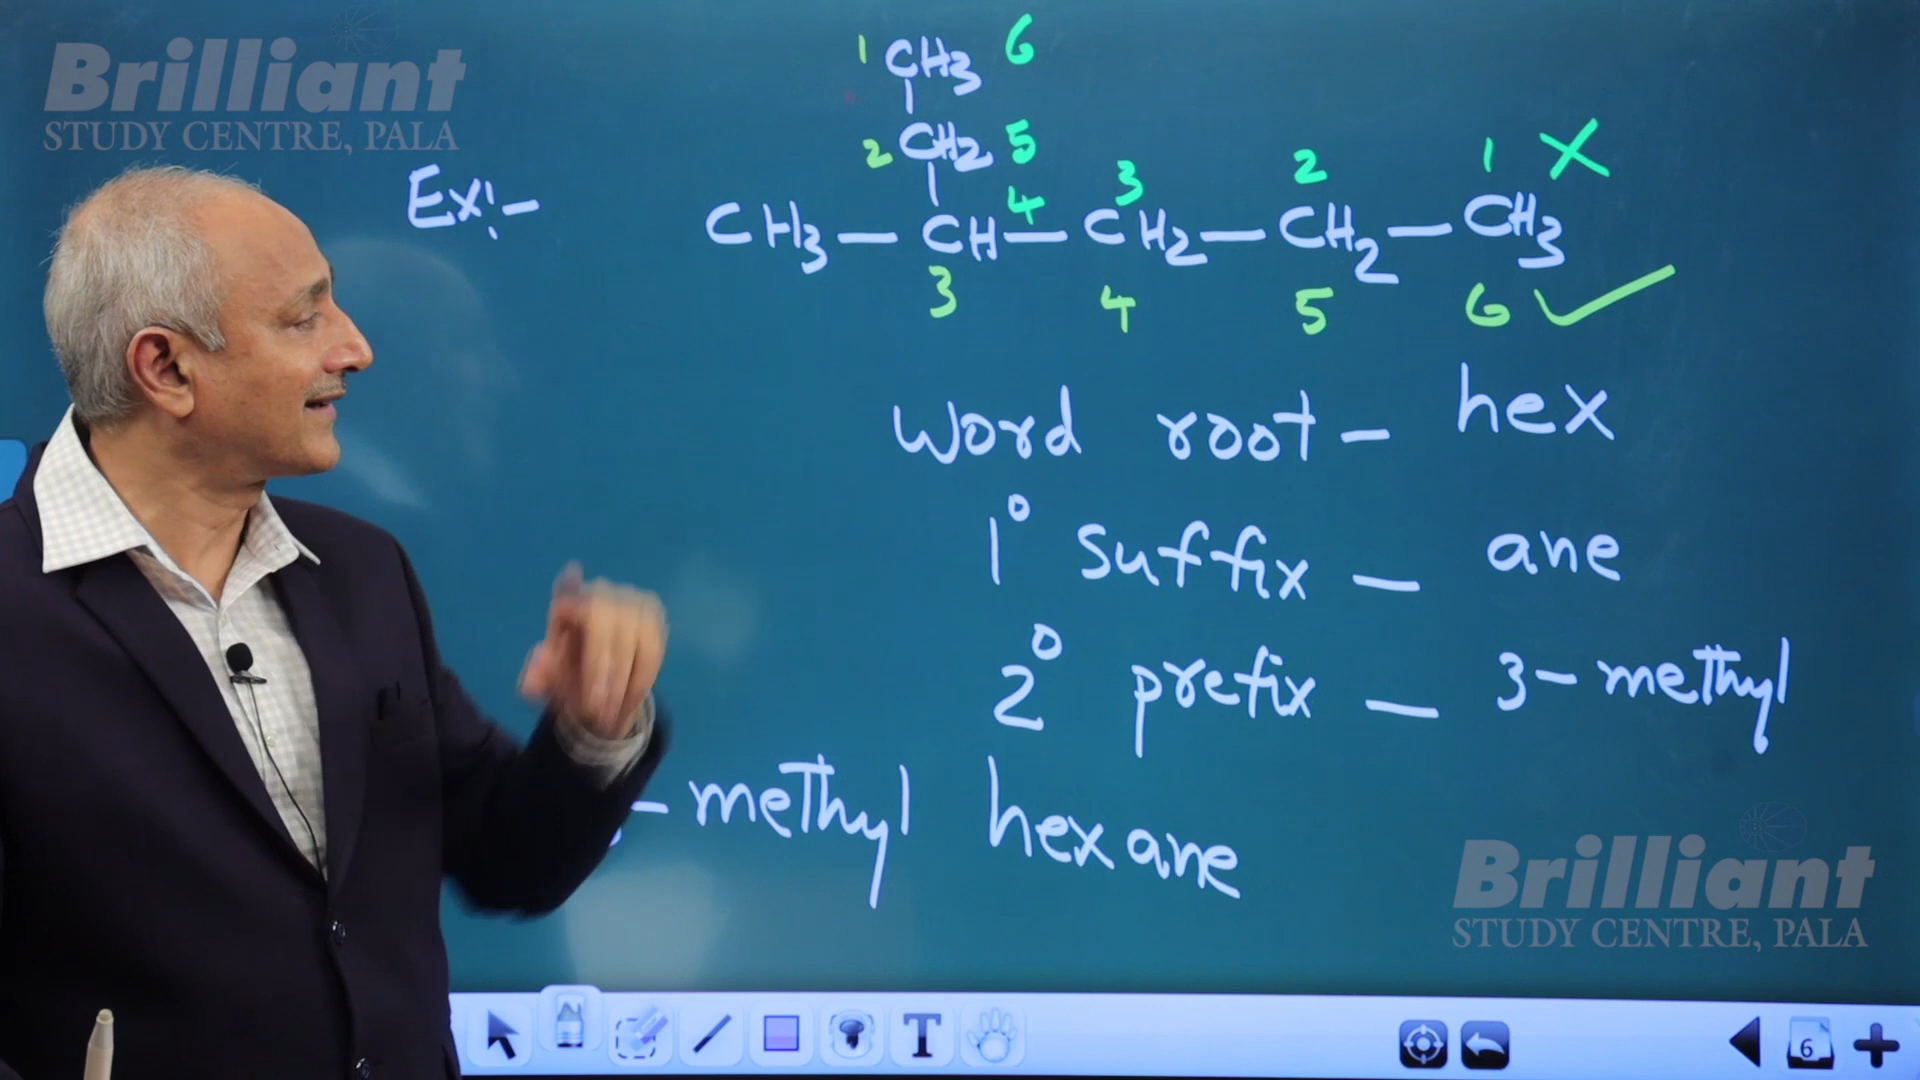 Brilliant
STUDY CENTRE, PALA
1 CH3 6
2 CH2 5
Ex:-
4 3 2 1 X
CH3 — CH — CH2 — CH2 — CH3
3 4 5 6 ✓
word root - hex
1° suffix - ane
2° prefix - 3-methyl
-methyl hexane
Brilliant
STUDY CENTRE, PALA
T
6